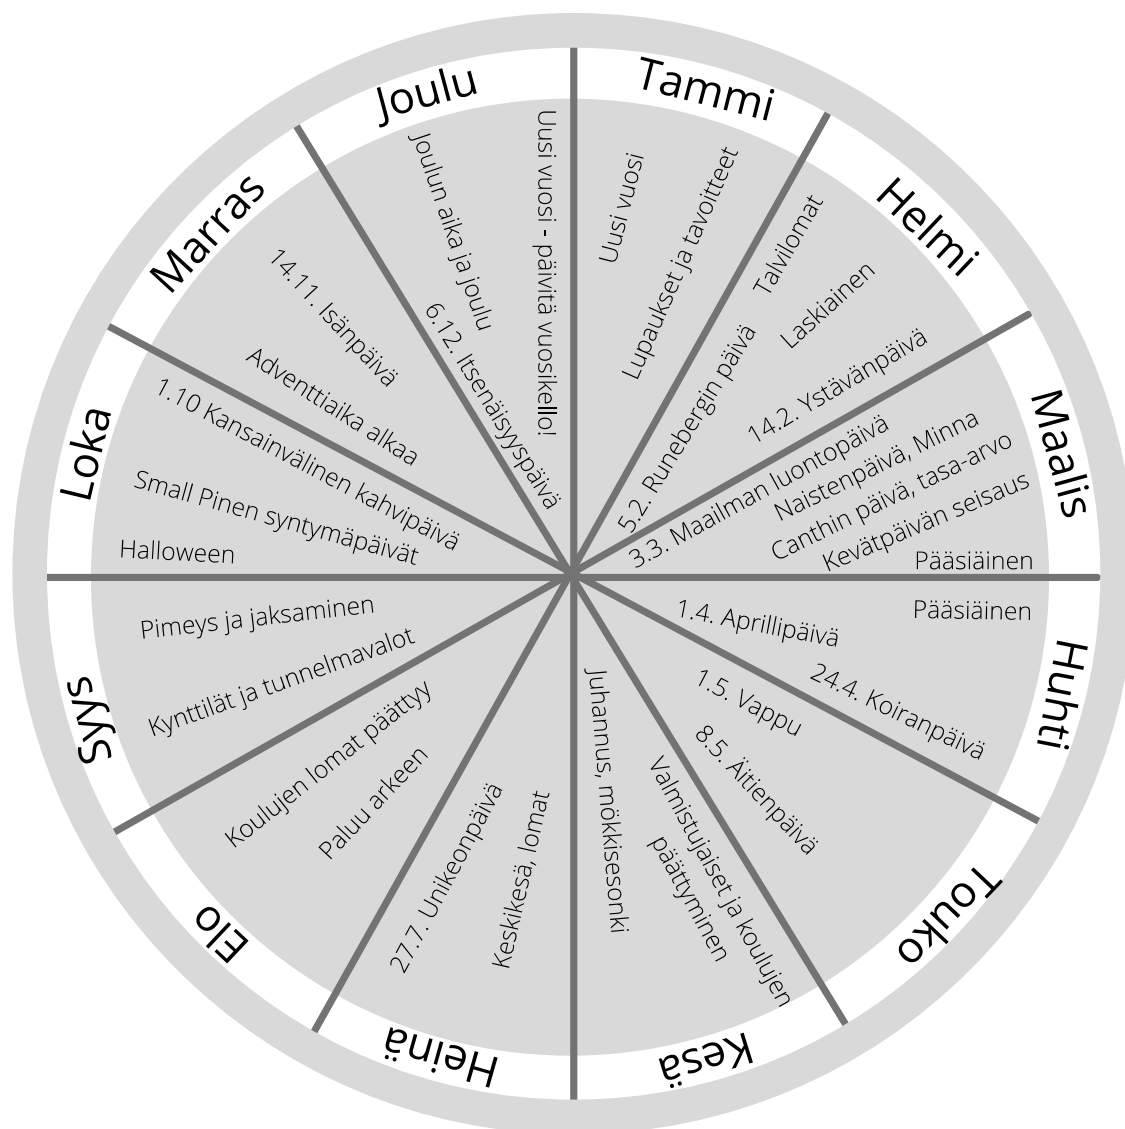 Tammi
Uusi vuosi
Lupaukset ja tavoitteet
Helmi
5.2. Runebergin päivä
Talvilomat
Laskiainen
14.2. Ystävänpäivä
Maalis
3.3. Maailman luontopäivä
Naistenpäivä, Minna
Canthin päivä, tasa-arvo
Kevätpäivän seisaus
Pääsiäinen
Huhti
Pääsiäinen
1.4. Aprillipäivä
24.4. Koiranpäivä
Touko
1.5. Vappu
8.5. Äitienpäivä
Kesä
Valmistujaiset ja koulujen
päättyminen
Juhannus, mökkisesonki
Heinä
Keskikesä, lomat
27.7. Unikeonpäivä
Elo
Paluu arkeen
Koulujen lomat päättyy
Syys
Kynttilät ja tunnelmavalot
Pimeys ja jaksaminen
Loka
Halloween
Small Pinen syntymäpäivät
1.10 Kansainvälinen kahvipäivä
Marras
Adventtiaika alkaa
14.11. Isänpäivä
Joulu
6.12. Itsenäisyyspäivä
Joulun aika ja joulu
Uusi vuosi - päivitä vuosikello!